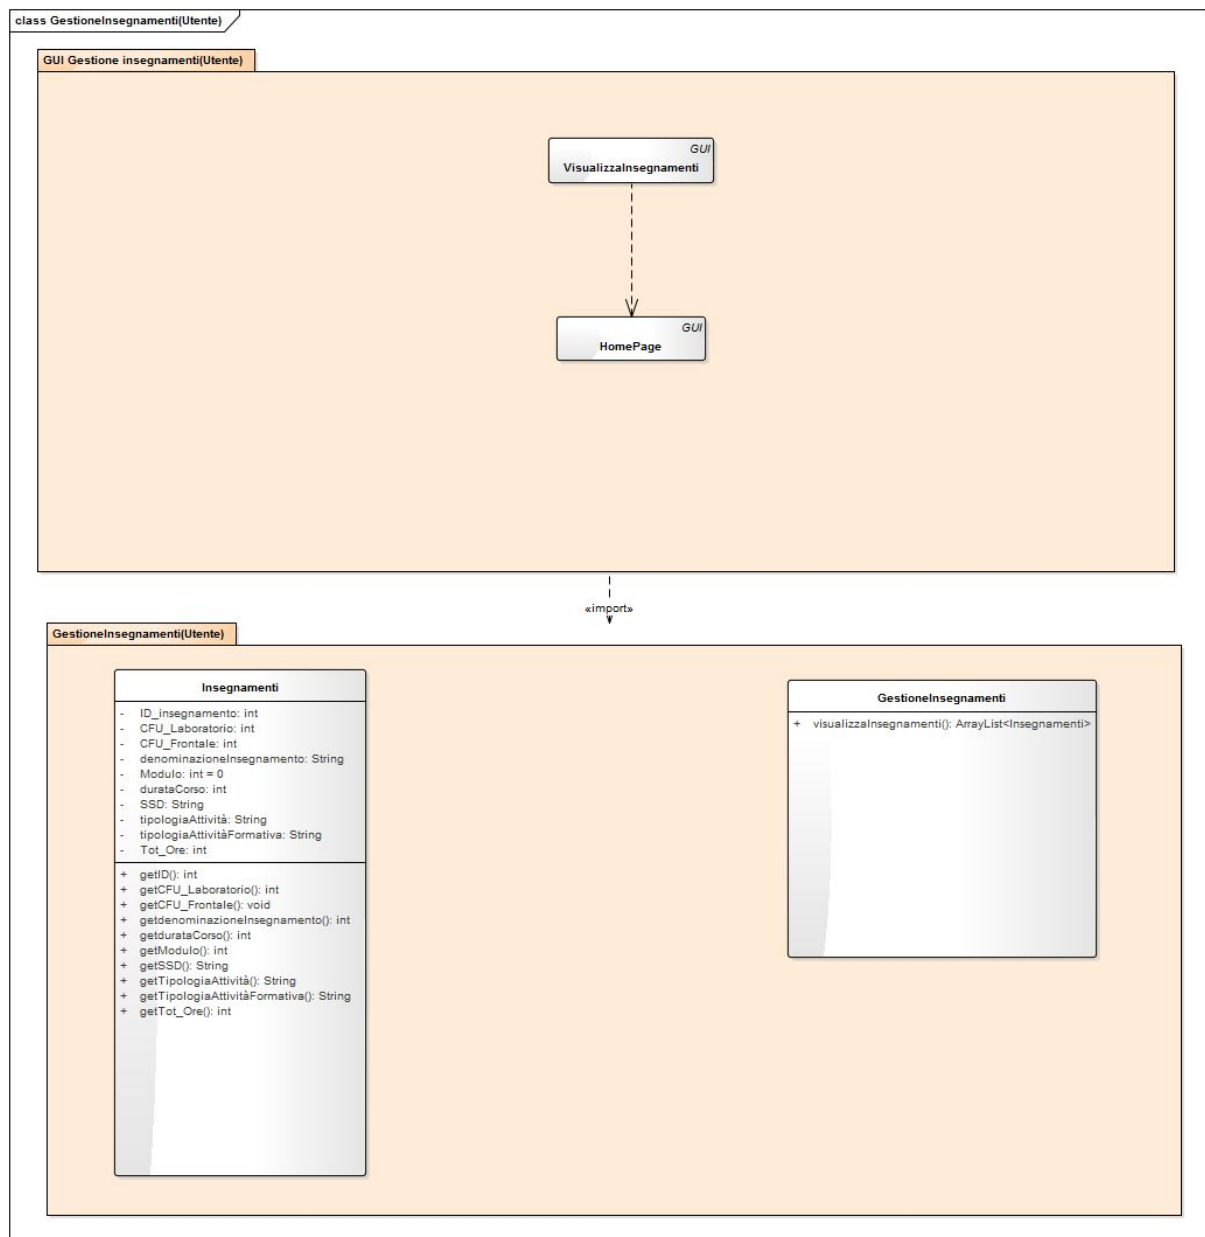 class GestioneInsegnamenti(Utente)
GUI Gestione insegnamenti(Utente)
GUI
VisualizzaInsegnamenti
GUI
HomePage
«import»
GestioneInsegnamenti(Utente)
Insegnamenti
- ID_insegnamento: int
- CFU_Laboratorio: int
- CFU_Frontale: int
- denominazioneInsegnamento: String
- Modulo: int = 0
- durataCorso: int
- SSD: String
- tipologiaAttività: String
- tipologiaAttivitàFormativa: String
- Tot_Ore: int
+ getID(): int
+ getCFU_Laboratorio(): int
+ getCFU_Frontale(): void
+ getdenominazioneInsegnamento(): int
+ getdurataCorso(): int
+ getModulo(): int
+ getSSD(): String
+ getTipologiaAttività(): String
+ getTipologiaAttivitàFormativa(): String
+ getTot_Ore(): int
GestioneInsegnamenti
+ visualizzaInsegnamenti(): ArrayList<Insegnamenti>